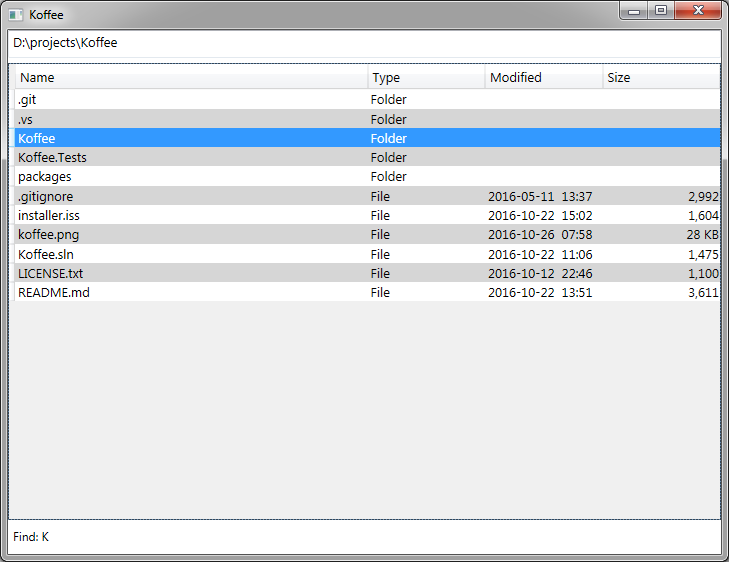 Koffee
D:\projects\Koffee
Name Type Modified Size
.git Folder
.vs Folder
Koffee Folder
Koffee.Tests Folder
packages Folder
.gitignore File 2016-05-11 13:37 2,992
installer.iss File 2016-10-22 15:02 1,604
koffee.png File 2016-10-26 07:58 28 KB
Koffee.sln File 2016-10-22 11:06 1,475
LICENSE.txt File 2016-10-12 22:46 1,100
README.md File 2016-10-22 13:51 3,611
Find: K